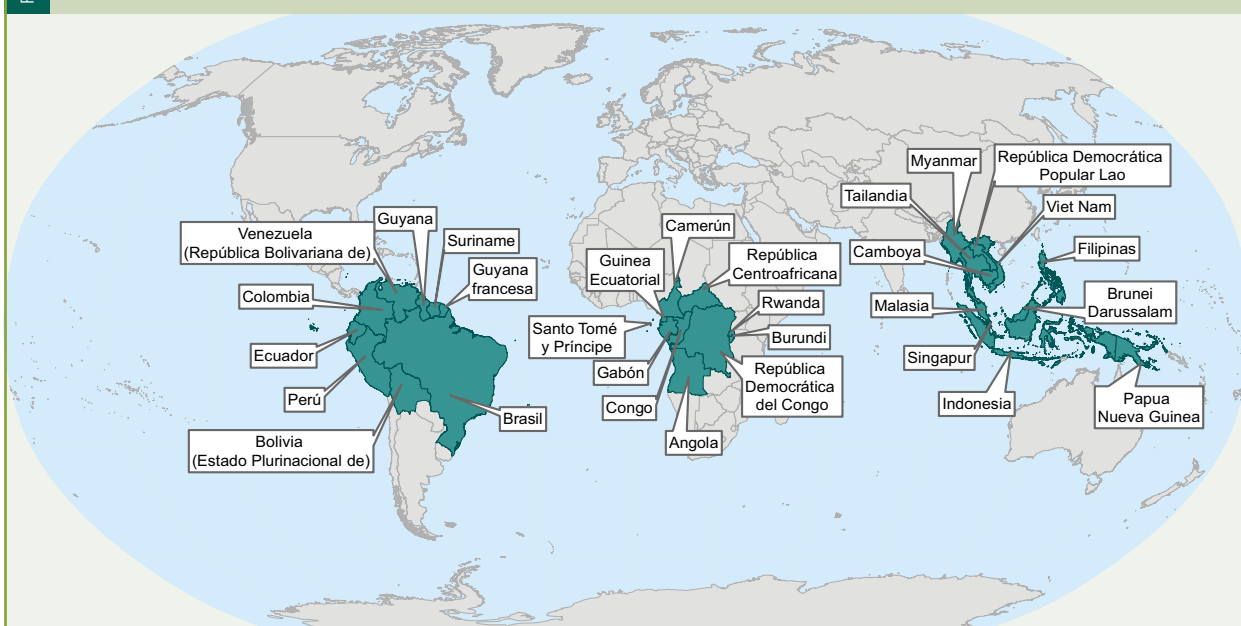 Venezuela
(República Bolivariana de)
Guyana
Suriname
Guyana
francesa
Colombia
Ecuador
Perú
Bolivia
(Estado Plurinacional de)
Brasil
Camerún
Guinea
Ecuatorial
República
Centroafricana
Santo Tomé
y Príncipe
Rwanda
Burundi
Gabón
Congo
República
Democrática
del Congo
Angola
Myanmar
República Democrática
Popular Lao
Tailandia
Viet Nam
Camboya
Filipinas
Malasia
Brunei
Darussalam
Singapur
Indonesia
Papua
Nueva Guinea